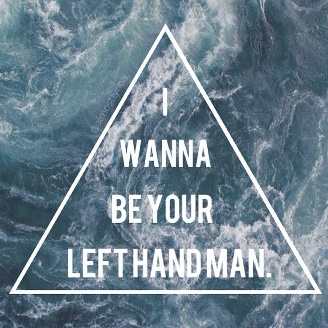 I
WANNA
BE YOUR
LEFT HAND MAN.